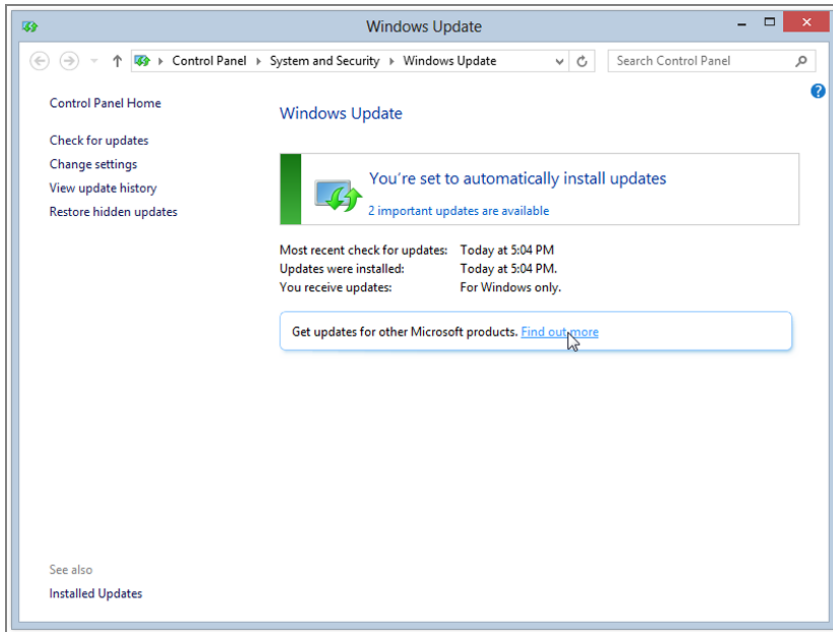 Windows Update
Control Panel System and Security Windows Update Search Control Panel
Control Panel Home
Check for updates
Change settings
View update history
Restore hidden updates
Windows Update
You're set to automatically install updates
2 important updates are available
Most recent check for updates: Today at 5:04 PM
Updates were installed: Today at 5:04 PM.
You receive updates: For Windows only.
Get updates for other Microsoft products. Find out more
See also
Installed Updates